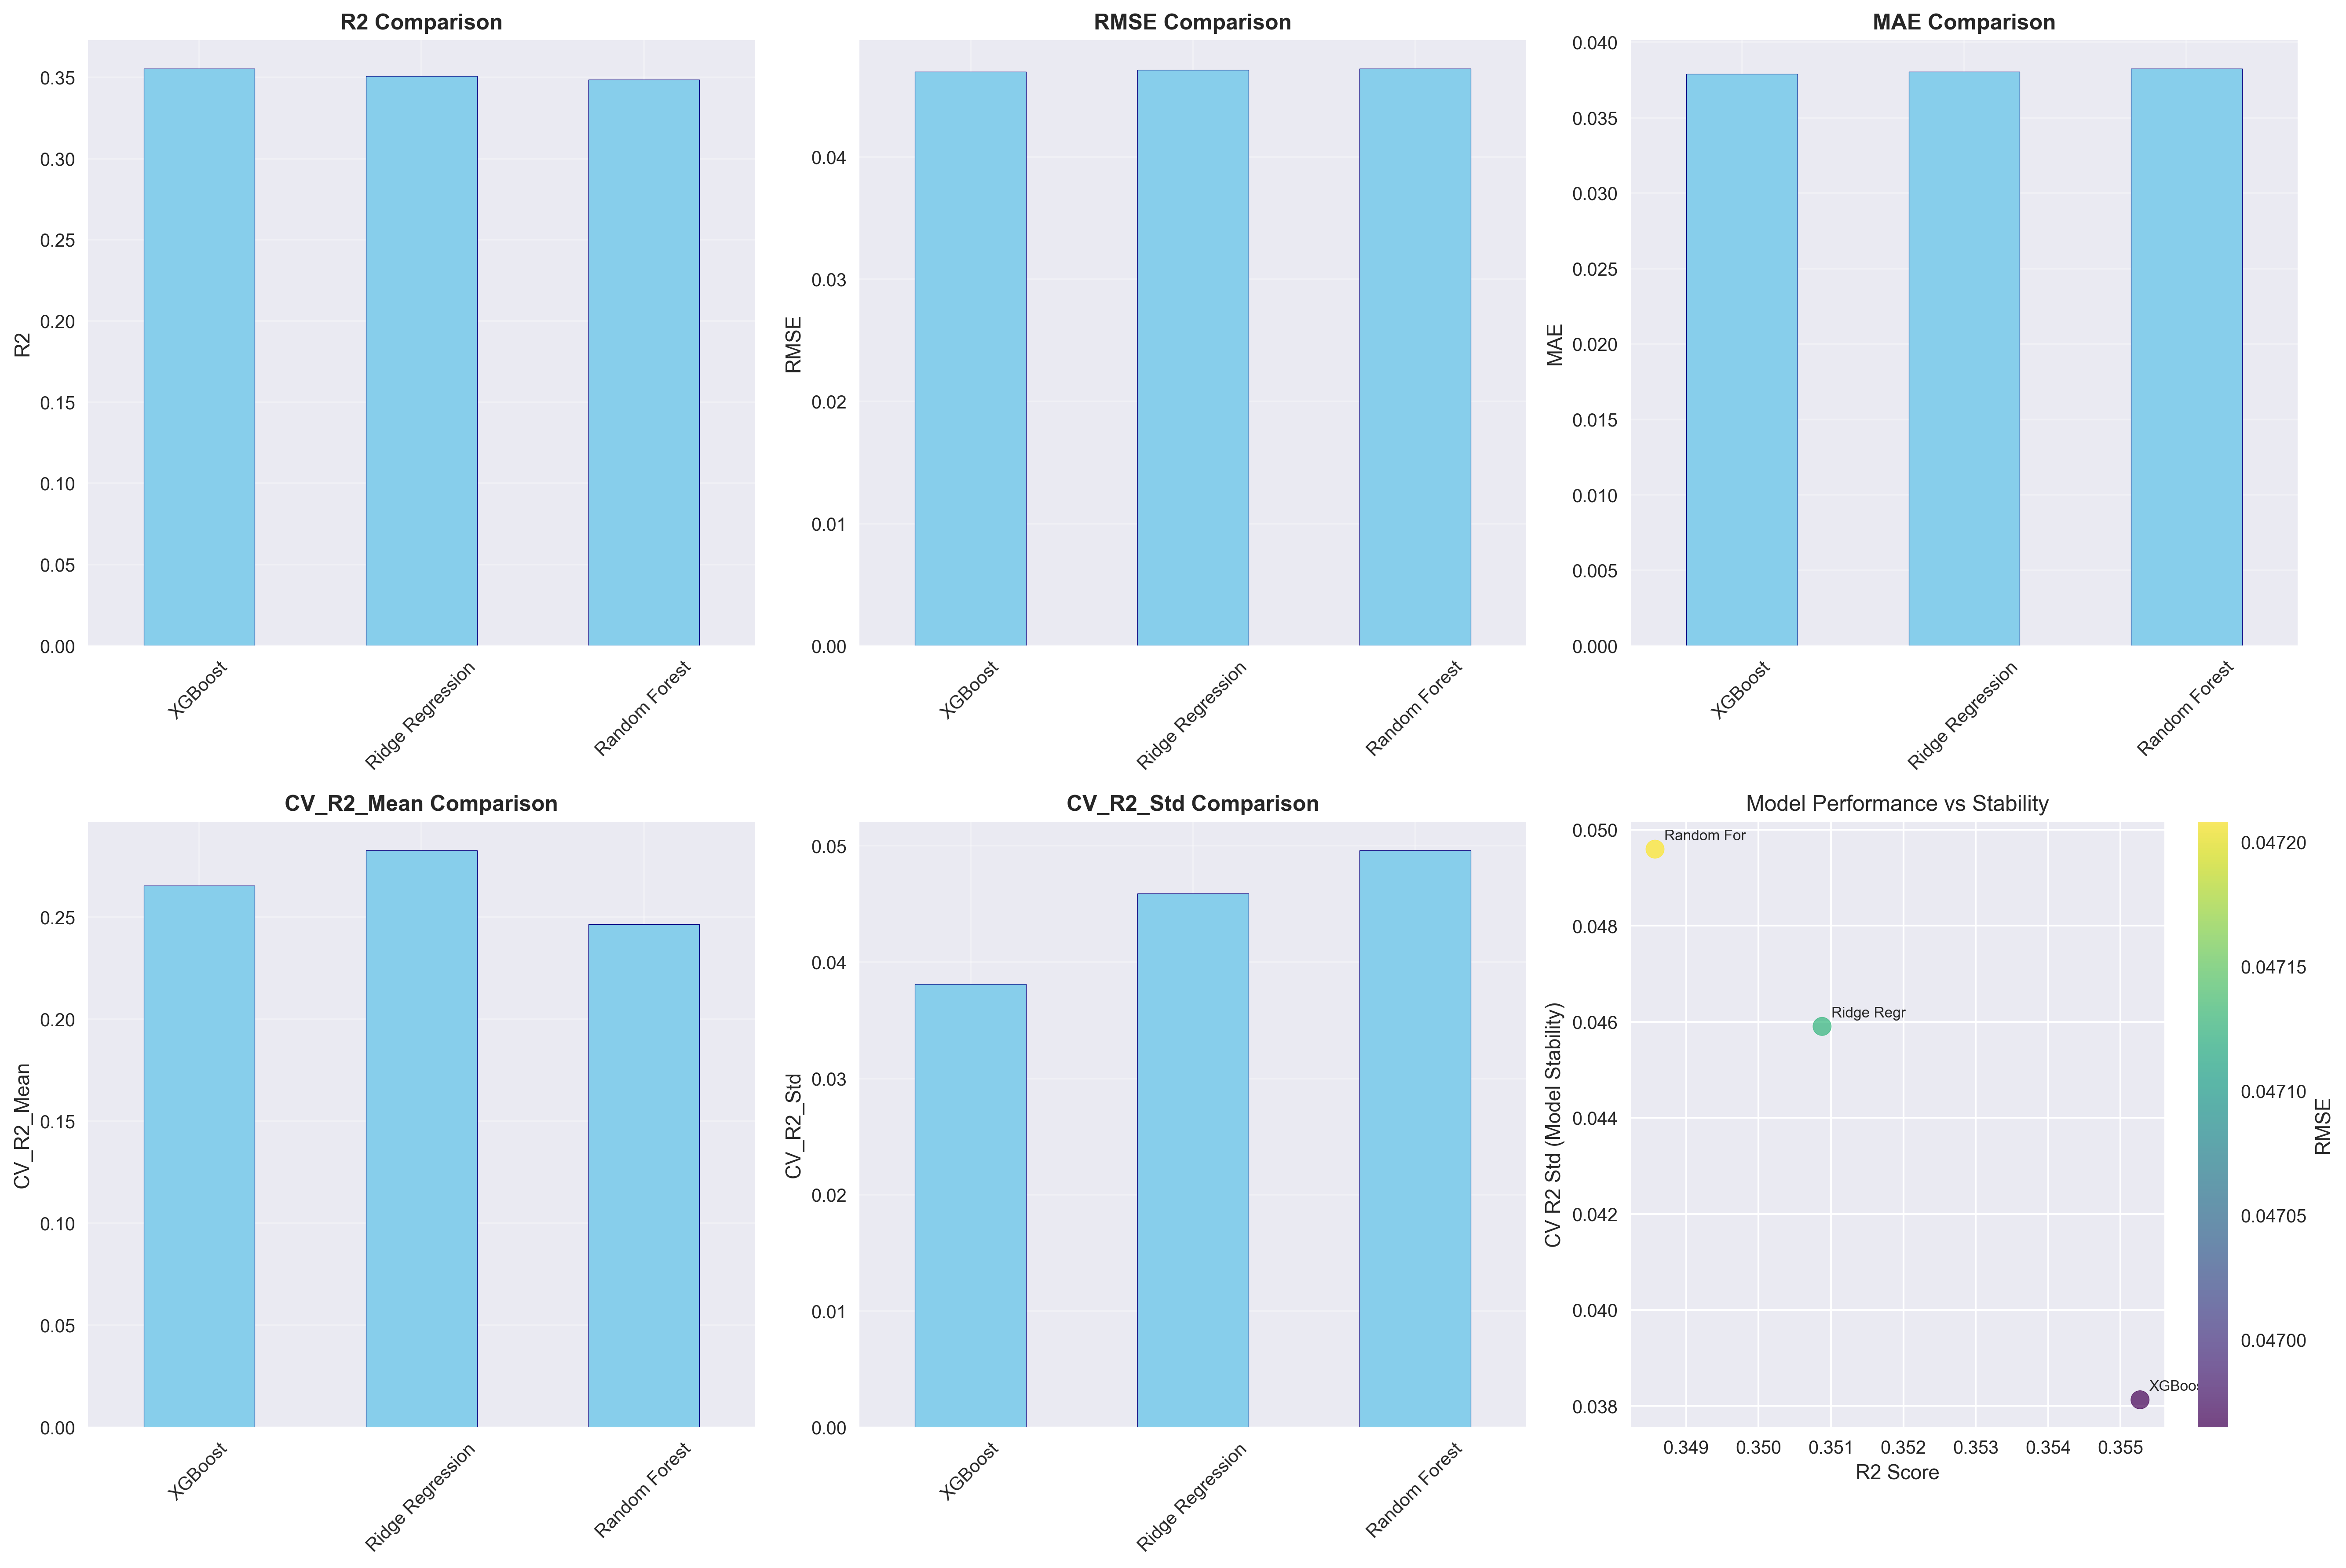 R2 Comparison
0.35
0.30
0.25
0.20
0.15
0.10
0.05
0.00
R2
XGBoost
Ridge Regression
Random Forest
RMSE Comparison
0.04
0.03
0.02
0.01
0.00
RMSE
XGBoost
Ridge Regression
Random Forest
MAE Comparison
0.040
0.035
0.030
0.025
0.020
0.015
0.010
0.005
0.000
MAE
XGBoost
Ridge Regression
Random Forest
CV_R2_Mean Comparison
0.25
0.20
0.15
0.10
0.05
0.00
CV_R2_Mean
XGBoost
Ridge Regression
Random Forest
CV_R2_Std Comparison
0.05
0.04
0.03
0.02
0.01
0.00
CV_R2_Std
XGBoost
Ridge Regression
Random Forest
Model Performance vs Stability
0.050
0.048
0.046
0.044
0.042
0.040
0.038
CV R2 Std (Model Stability)
Random For
Ridge Regr
XGBoos
0.349
0.350
0.351
0.352
0.353
0.354
0.355
R2 Score
0.04720
0.04715
0.04710
0.04705
0.04700
RMSE